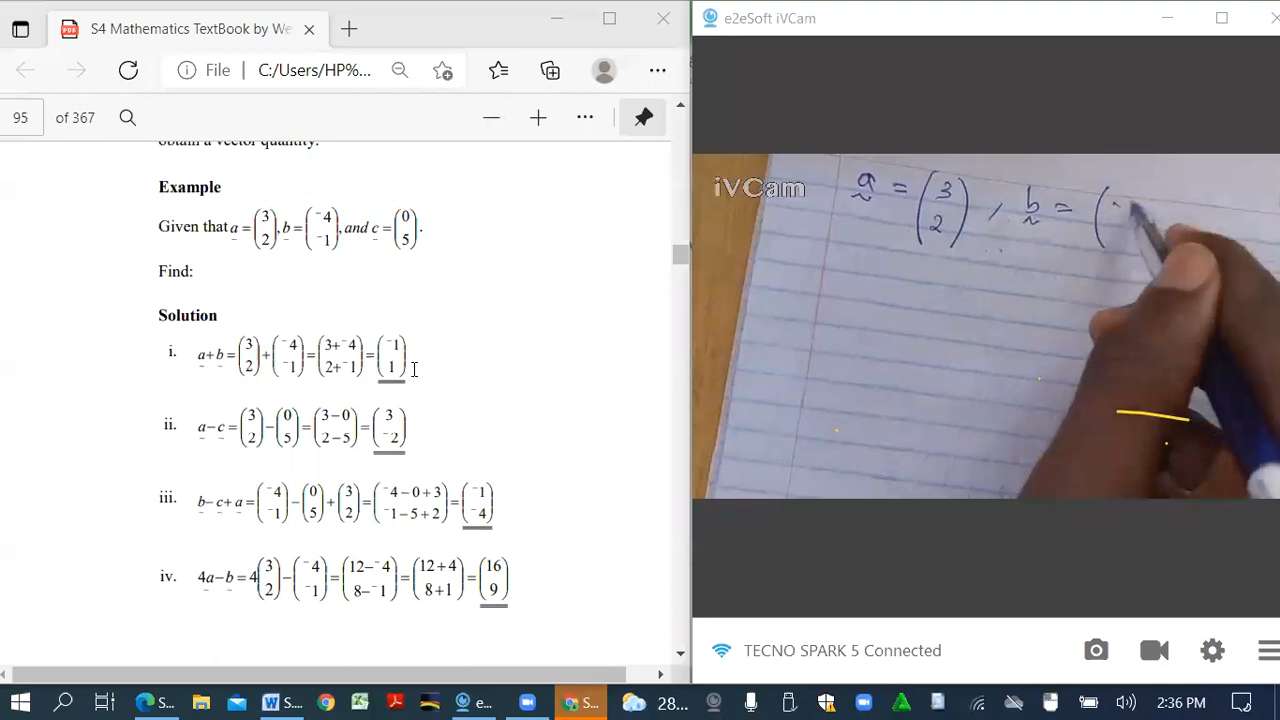 S4 Mathematics TextBook by We
e2eSoft iVCam
File C:/Users/HP%...
95 of 367
obtain a vector quantity.
Example
Given that a = (3 2), b = (⁻4 ⁻1), and c = (0 5).
Find:
Solution
i. a+b = (3 2) + (⁻4 ⁻1) = (3+⁻4 2+⁻1) = (⁻1 1)
ii. a−c = (3 2) − (0 5) = (3−0 2−5) = (3 ⁻2)
iii. b−c+a = (⁻4 ⁻1) − (0 5) + (3 2) = (⁻4−0+3 ⁻1−5+2) = (⁻1 ⁻4)
iv. 4a−b = 4(3 2) − (⁻4 ⁻1) = (12−⁻4 8−⁻1) = (12+4 8+1) = (16 9)
iVCam
a = (3 2) , b = (-
TECNO SPARK 5 Connected
S... S... e... S... 28... 2:36 PM